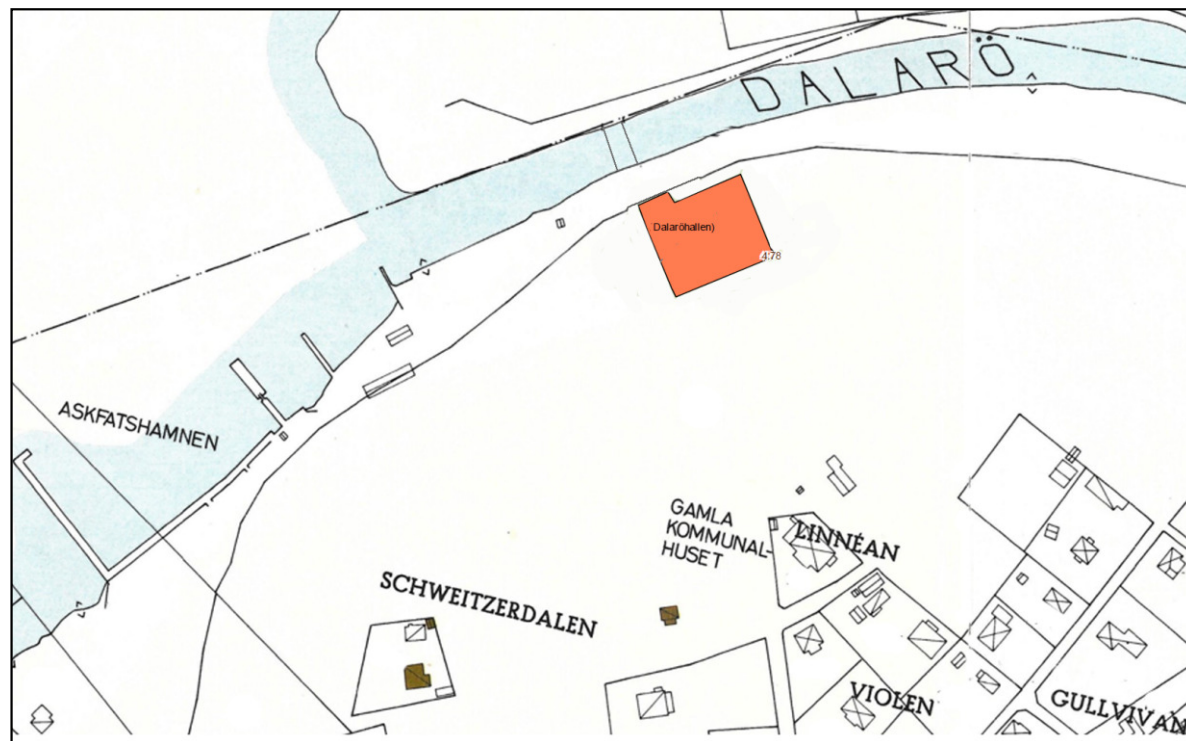 DALARÖ
Dalaröhallen)
4:78
ASKFATSHAMNEN
GAMLA
KOMMUNAL-
HUSET
LINNÉAN
SCHWEITZERDALEN
VIOLEN
GULLVIVAN